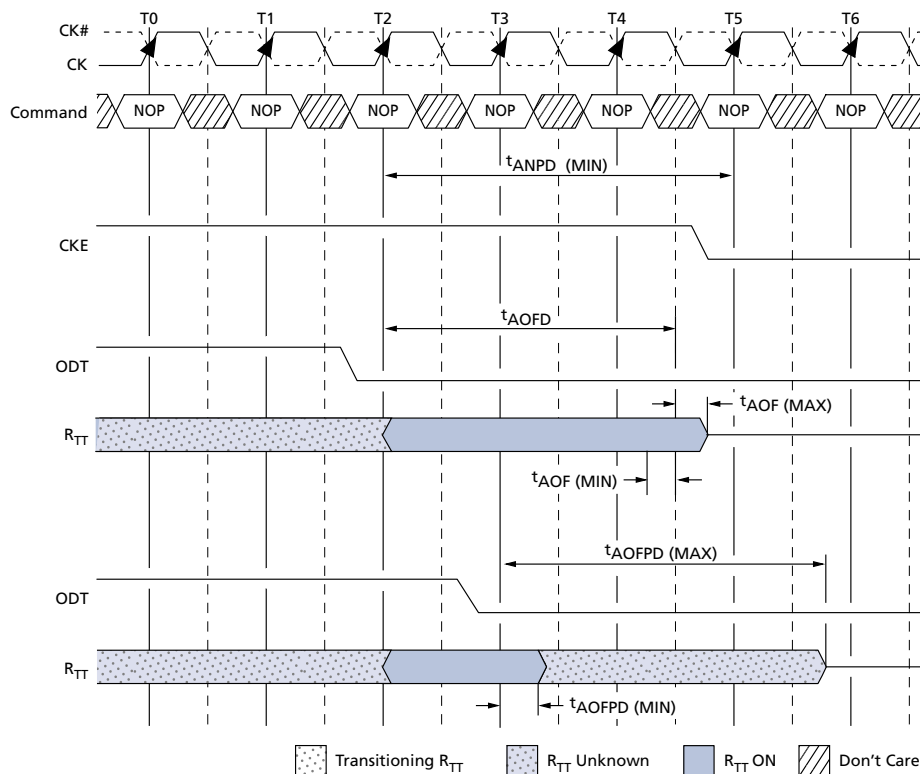 T0 T1 T2 T3 T4 T5 T6
CK#
CK
Command NOP NOP NOP NOP NOP NOP NOP
tANPD (MIN)
CKE
tAOFD
ODT
tAOF (MAX)
RTT
tAOF (MIN)
tAOFPD (MAX)
ODT
RTT
tAOFPD (MIN)
Transitioning RTT RTT Unknown RTT ON Don't Care